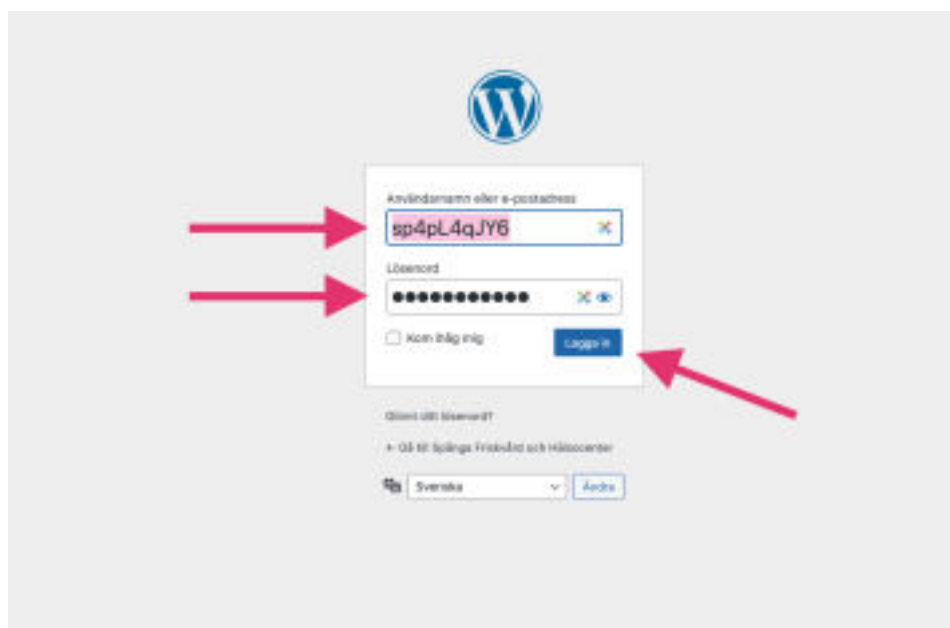 Användarnamn eller e-postadress
sp4pL4qJY6
Lösenord
Kom ihåg mig
Logga in
Glömt ditt lösenord?
← Gå till Spånga Friskvård och Hälsocenter
Svenska
Ändra